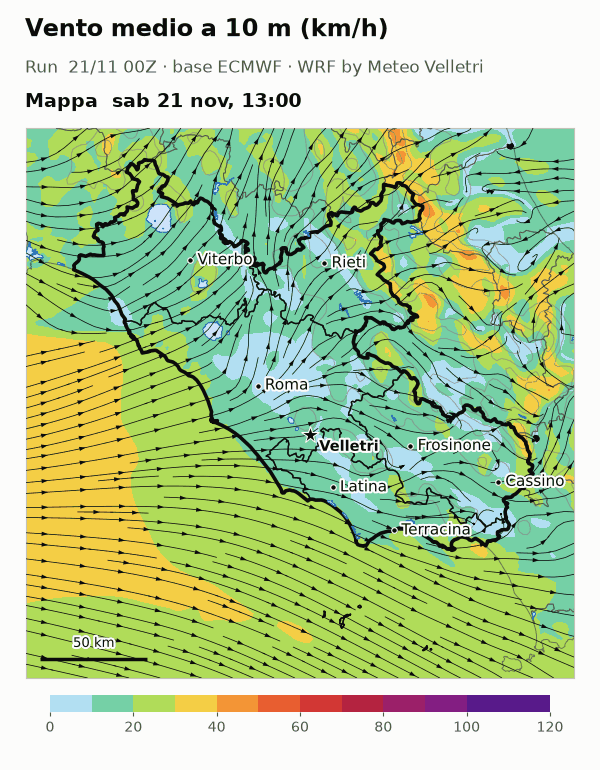 Vento medio a 10 m (km/h)
Run 21/11 00Z · base ECMWF · WRF by Meteo Velletri
Mappa sab 21 nov, 13:00
Viterbo
Rieti
Roma
Velletri
Frosinone
Latina
Cassino
Terracina
50 km
0 20 40 60 80 100 120